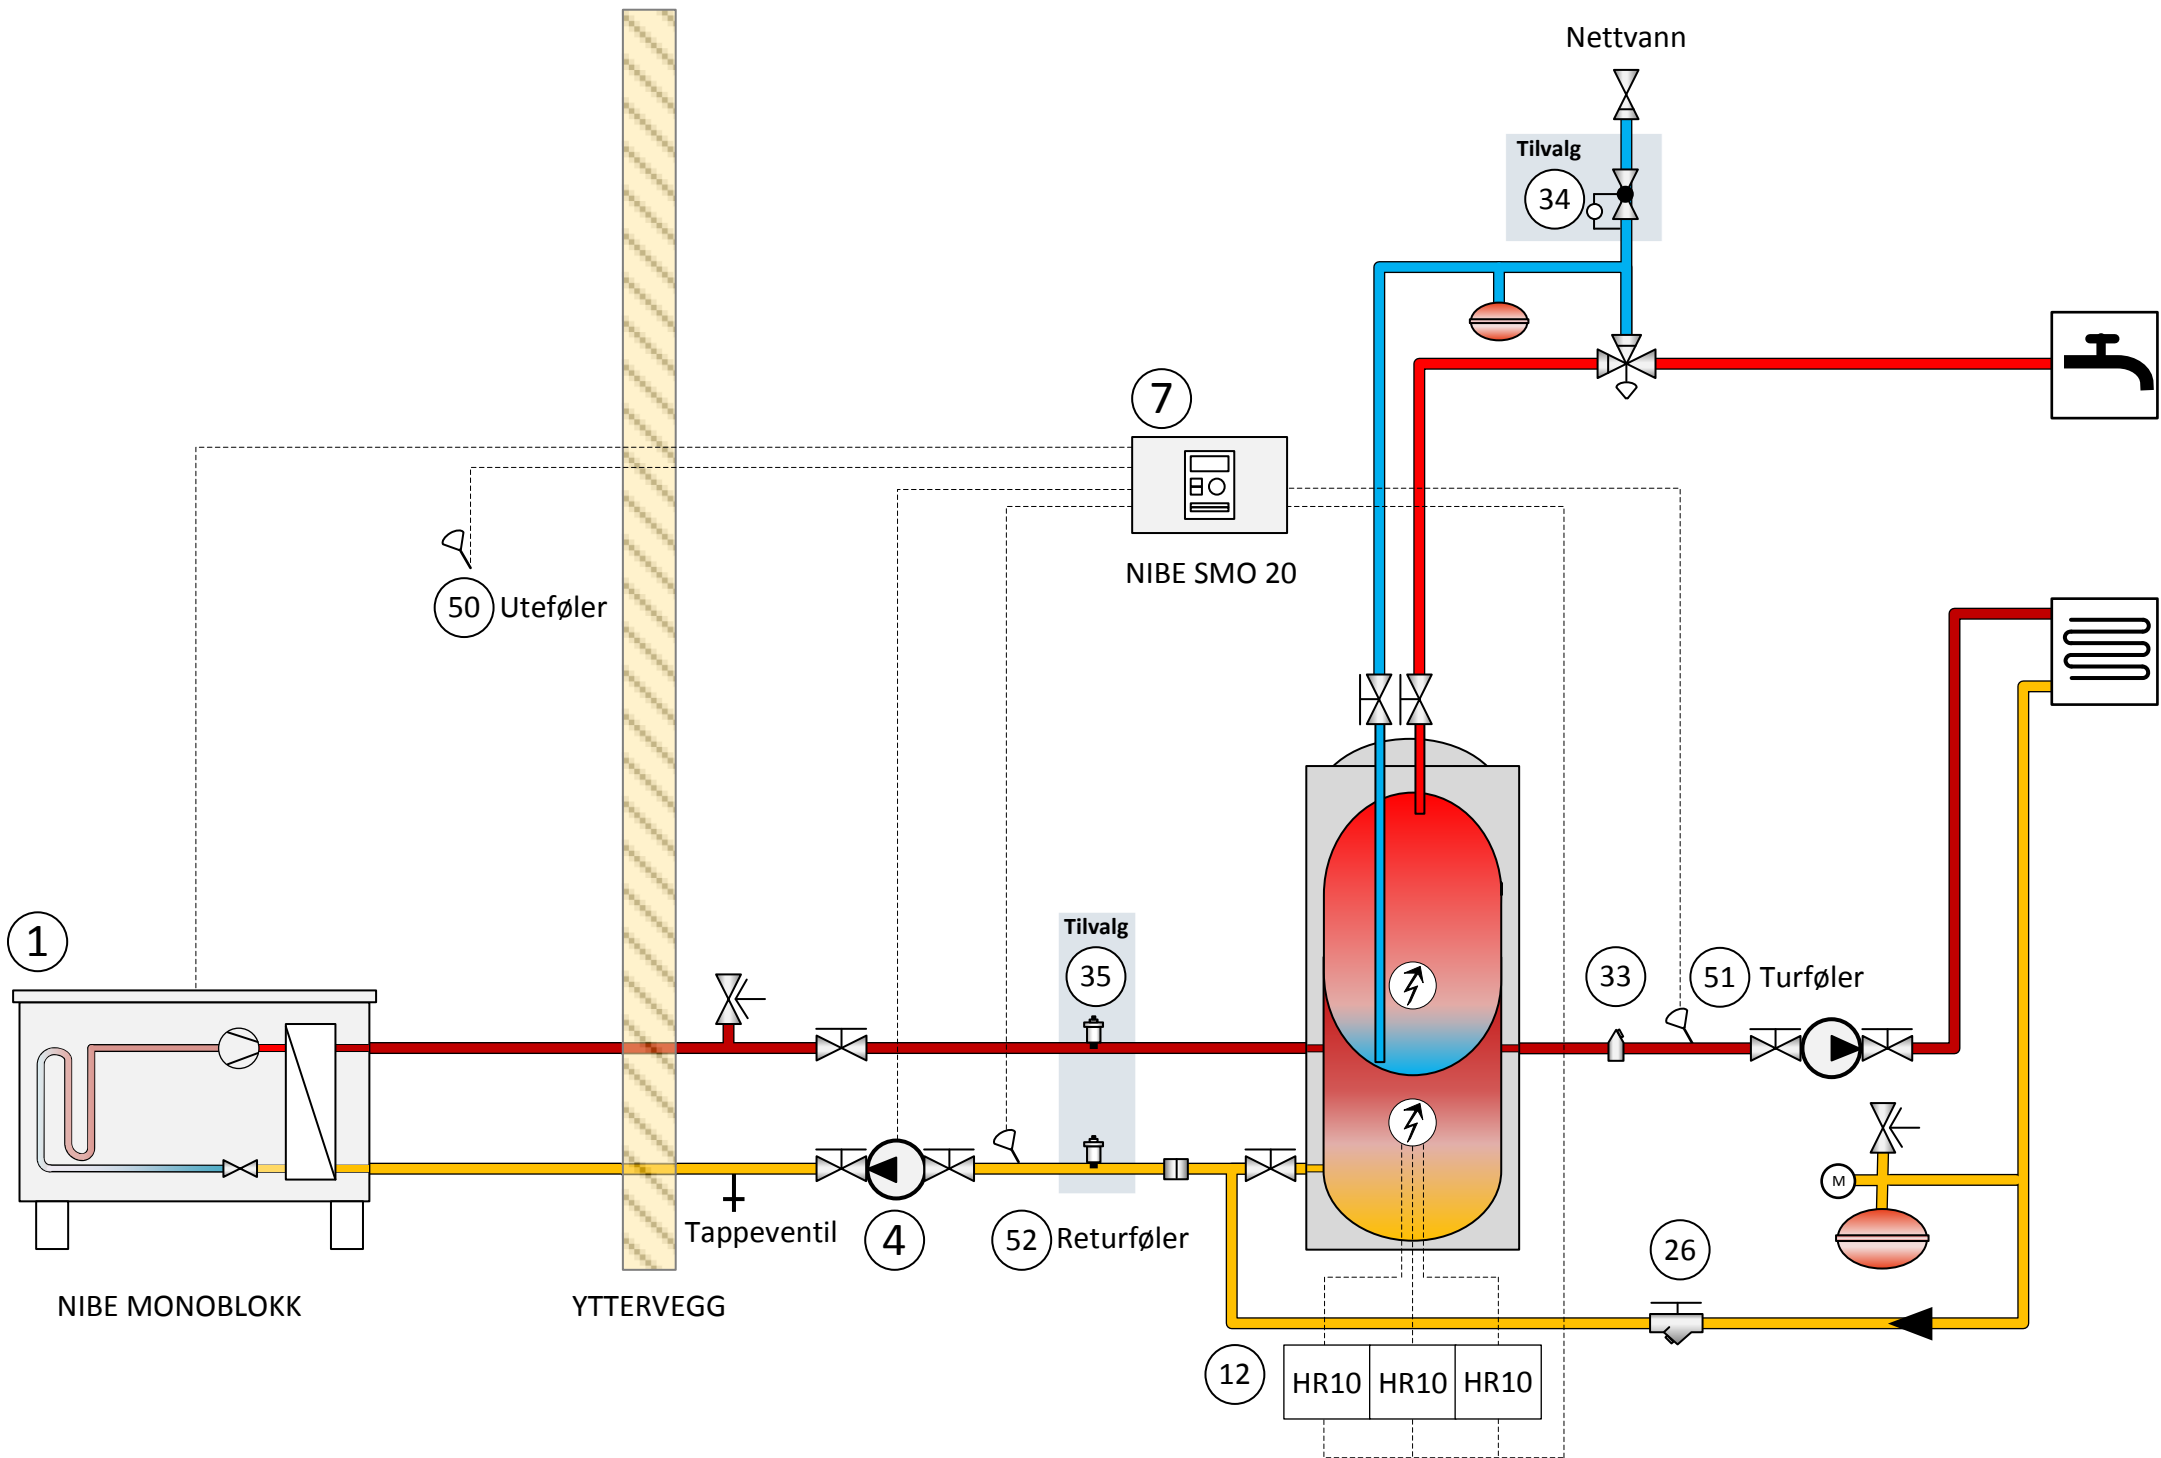 Nettvann
Tilvalg
34
7
NIBE SMO 20
50 Uteføler
1
Tilvalg
35
33
51 Turføler
M
Tappeventil
4
52 Returføler
26
NIBE MONOBLOKK
YTTERVEGG
12
HR10 HR10 HR10